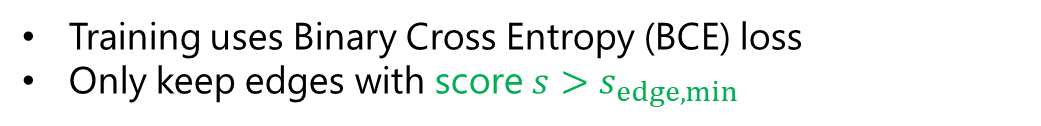 • Training uses Binary Cross Entropy (BCE) loss
• Only keep edges with score s > s_edge,min